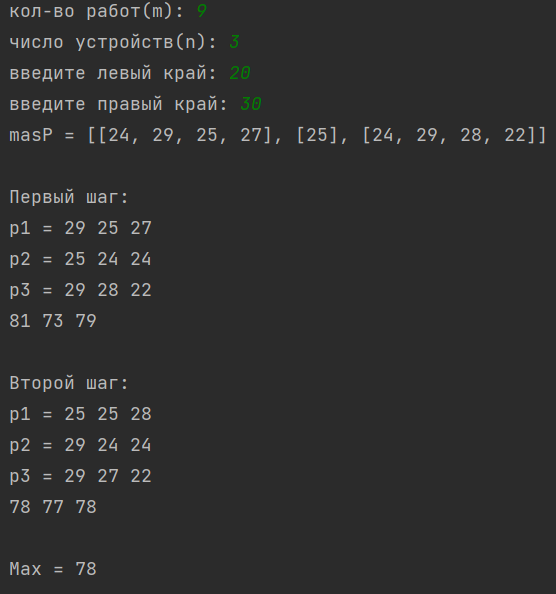 кол-во работ(m): 9
число устройств(n): 3
введите левый край: 20
введите правый край: 30
masP = [[24, 29, 25, 27], [25], [24, 29, 28, 22]]
Первый шаг:
p1 = 29 25 27
p2 = 25 24 24
p3 = 29 28 22
81 73 79
Второй шаг:
p1 = 25 25 28
p2 = 29 24 24
p3 = 29 27 22
78 77 78
Max = 78